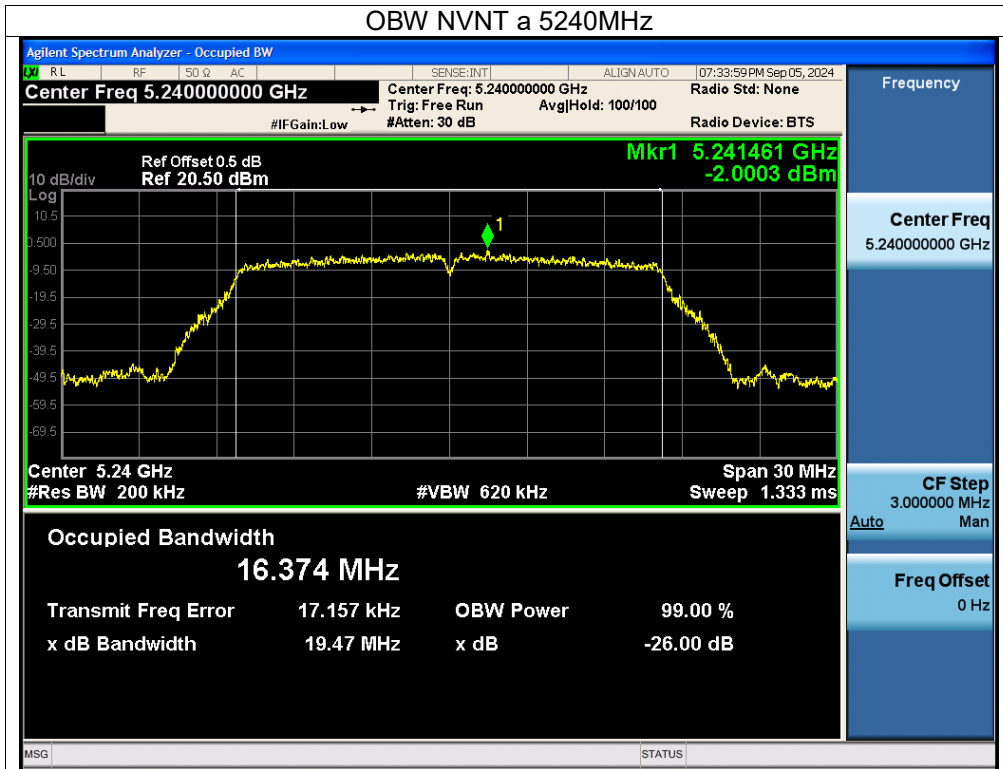 OBW NVNT a 5240MHz
Agilent Spectrum Analyzer - Occupied BW
LXI RL RF 50 Ω AC SENSE:INT ALIGN AUTO 07:33:59 PM Sep 05, 2024
Center Freq 5.240000000 GHz
Center Freq: 5.240000000 GHz Radio Std: None
Trig: Free Run Avg|Hold: 100/100
#IFGain:Low #Atten: 30 dB Radio Device: BTS
Frequency
Mkr1 5.241461 GHz
-2.0003 dBm
Ref Offset 0.5 dB
10 dB/div Ref 20.50 dBm
Log
10.5
0.500
-9.50
-19.5
-29.5
-39.5
-49.5
-59.5
-69.5
1
Center 5.24 GHz Span 30 MHz
#Res BW 200 kHz #VBW 620 kHz Sweep 1.333 ms
Center Freq
5.240000000 GHz
CF Step
3.000000 MHz
Auto Man
Freq Offset
0 Hz
Occupied Bandwidth
16.374 MHz
Transmit Freq Error 17.157 kHz OBW Power 99.00 %
x dB Bandwidth 19.47 MHz x dB -26.00 dB
MSG STATUS